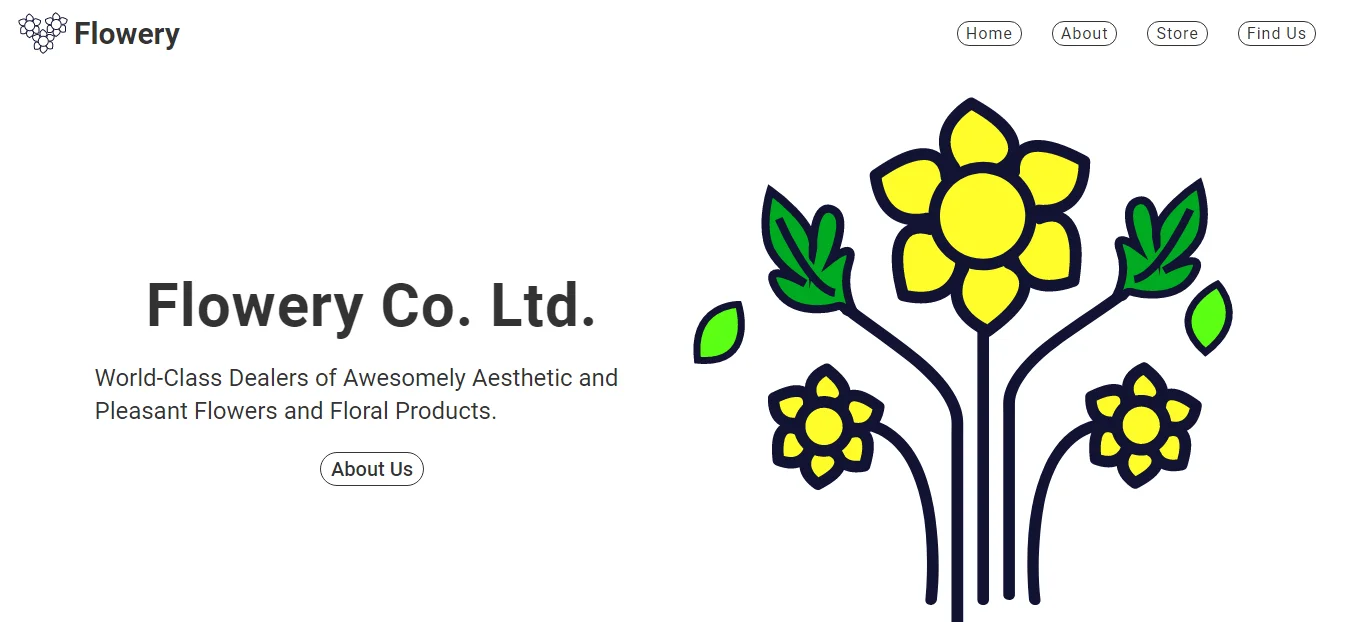 Flowery
Home
About
Store
Find Us
Flowery Co. Ltd.
World-Class Dealers of Awesomely Aesthetic and
Pleasant Flowers and Floral Products.
About Us